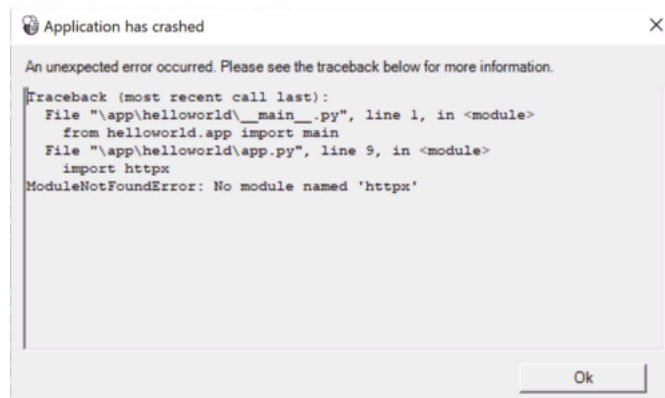 Application has crashed
An unexpected error occurred. Please see the traceback below for more information.
Traceback (most recent call last):
  File "\app\helloworld\__main__.py", line 1, in <module>
    from helloworld.app import main
  File "\app\helloworld\app.py", line 9, in <module>
    import httpx
ModuleNotFoundError: No module named 'httpx'
Ok